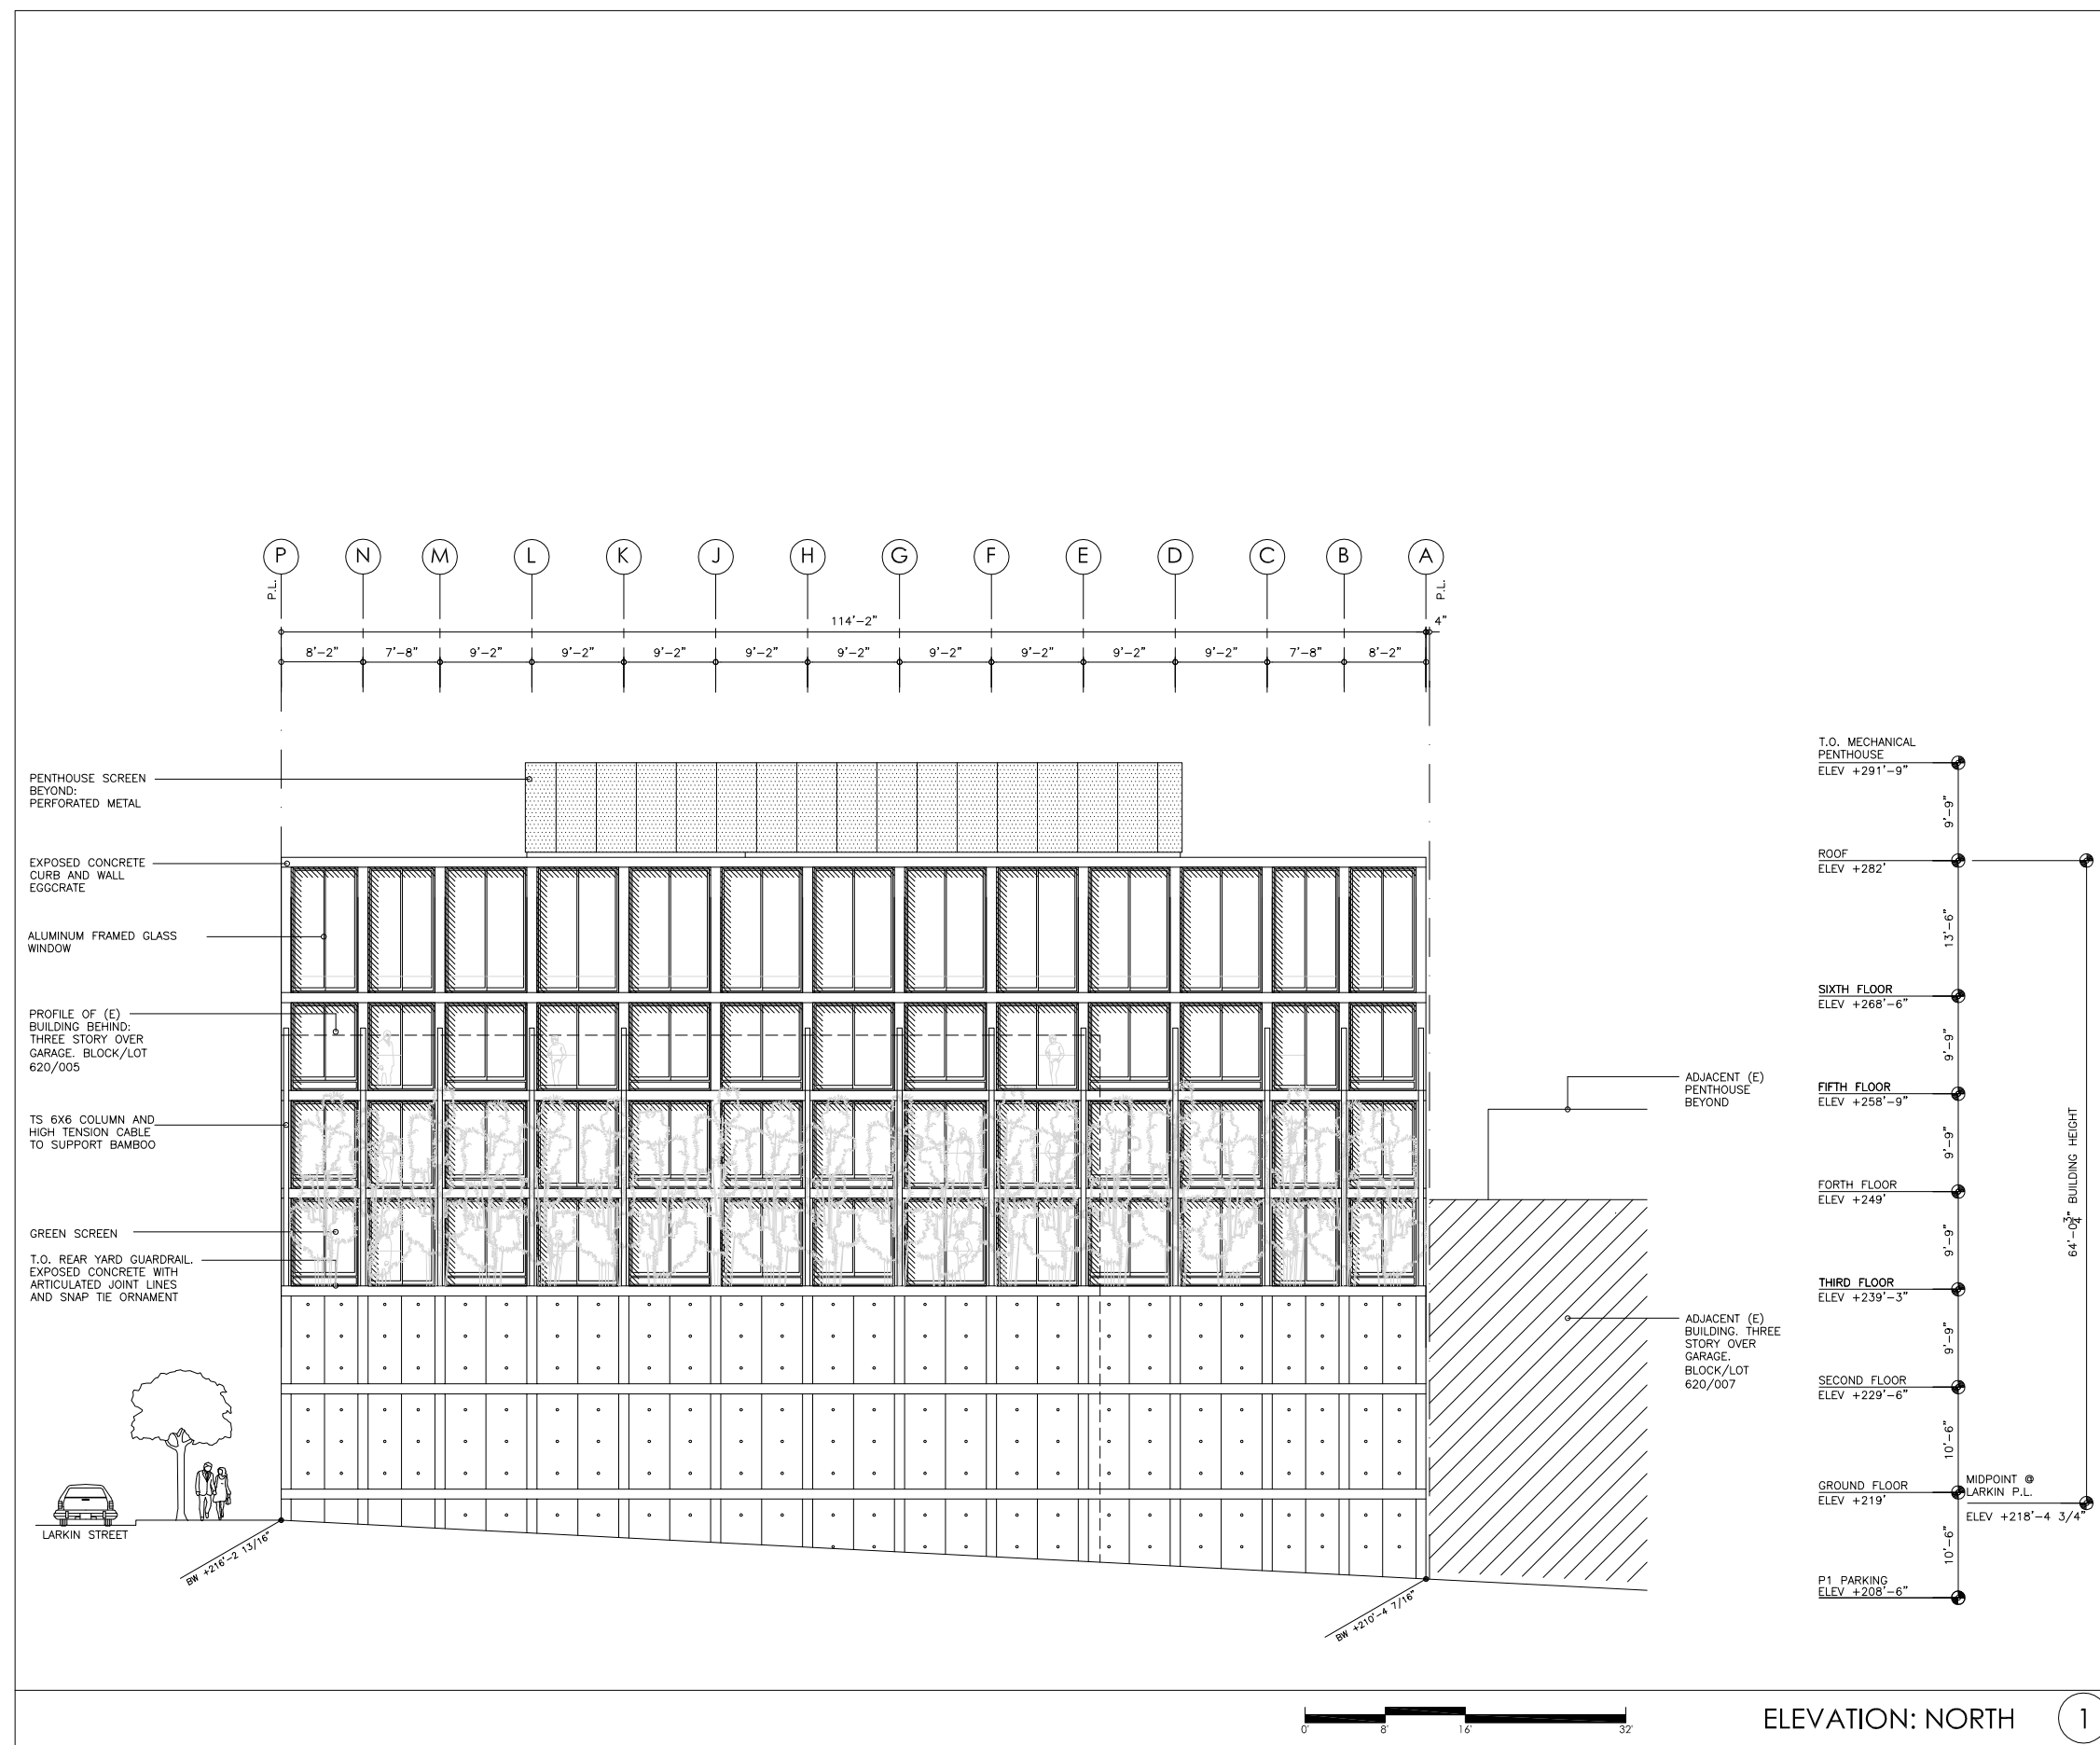 P N M L K J H G F E D C B A
P.L. P.L.
114'-2" 4"
8'-2" 7'-8" 9'-2" 9'-2" 9'-2" 9'-2" 9'-2" 9'-2" 9'-2" 9'-2" 9'-2" 7'-8" 8'-2"
PENTHOUSE SCREEN
BEYOND:
PERFORATED METAL
EXPOSED CONCRETE
CURB AND WALL
EGGCRATE
ALUMINUM FRAMED GLASS
WINDOW
PROFILE OF (E)
BUILDING BEHIND:
THREE STORY OVER
GARAGE. BLOCK/LOT
620/005
TS 6X6 COLUMN AND
HIGH TENSION CABLE
TO SUPPORT BAMBOO
GREEN SCREEN
T.O. REAR YARD GUARDRAIL.
EXPOSED CONCRETE WITH
ARTICULATED JOINT LINES
AND SNAP TIE ORNAMENT
LARKIN STREET
BW +216'-2 13/16"
BW +210'-4 7/16"
ADJACENT (E)
PENTHOUSE
BEYOND
ADJACENT (E)
BUILDING. THREE
STORY OVER
GARAGE.
BLOCK/LOT
620/007
T.O. MECHANICAL
PENTHOUSE
ELEV +291'-9"
9'-9"
ROOF
ELEV +282'
13'-6"
SIXTH FLOOR
ELEV +268'-6"
9'-9"
FIFTH FLOOR
ELEV +258'-9"
9'-9"
FORTH FLOOR
ELEV +249'
9'-9"
THIRD FLOOR
ELEV +239'-3"
9'-9"
SECOND FLOOR
ELEV +229'-6"
10'-6"
GROUND FLOOR
ELEV +219'
10'-6"
P1 PARKING
ELEV +208'-6"
64'-0 3/4" BUILDING HEIGHT
MIDPOINT @
LARKIN P.L.
ELEV +218'-4 3/4"
0' 8' 16' 32'
ELEVATION: NORTH 1